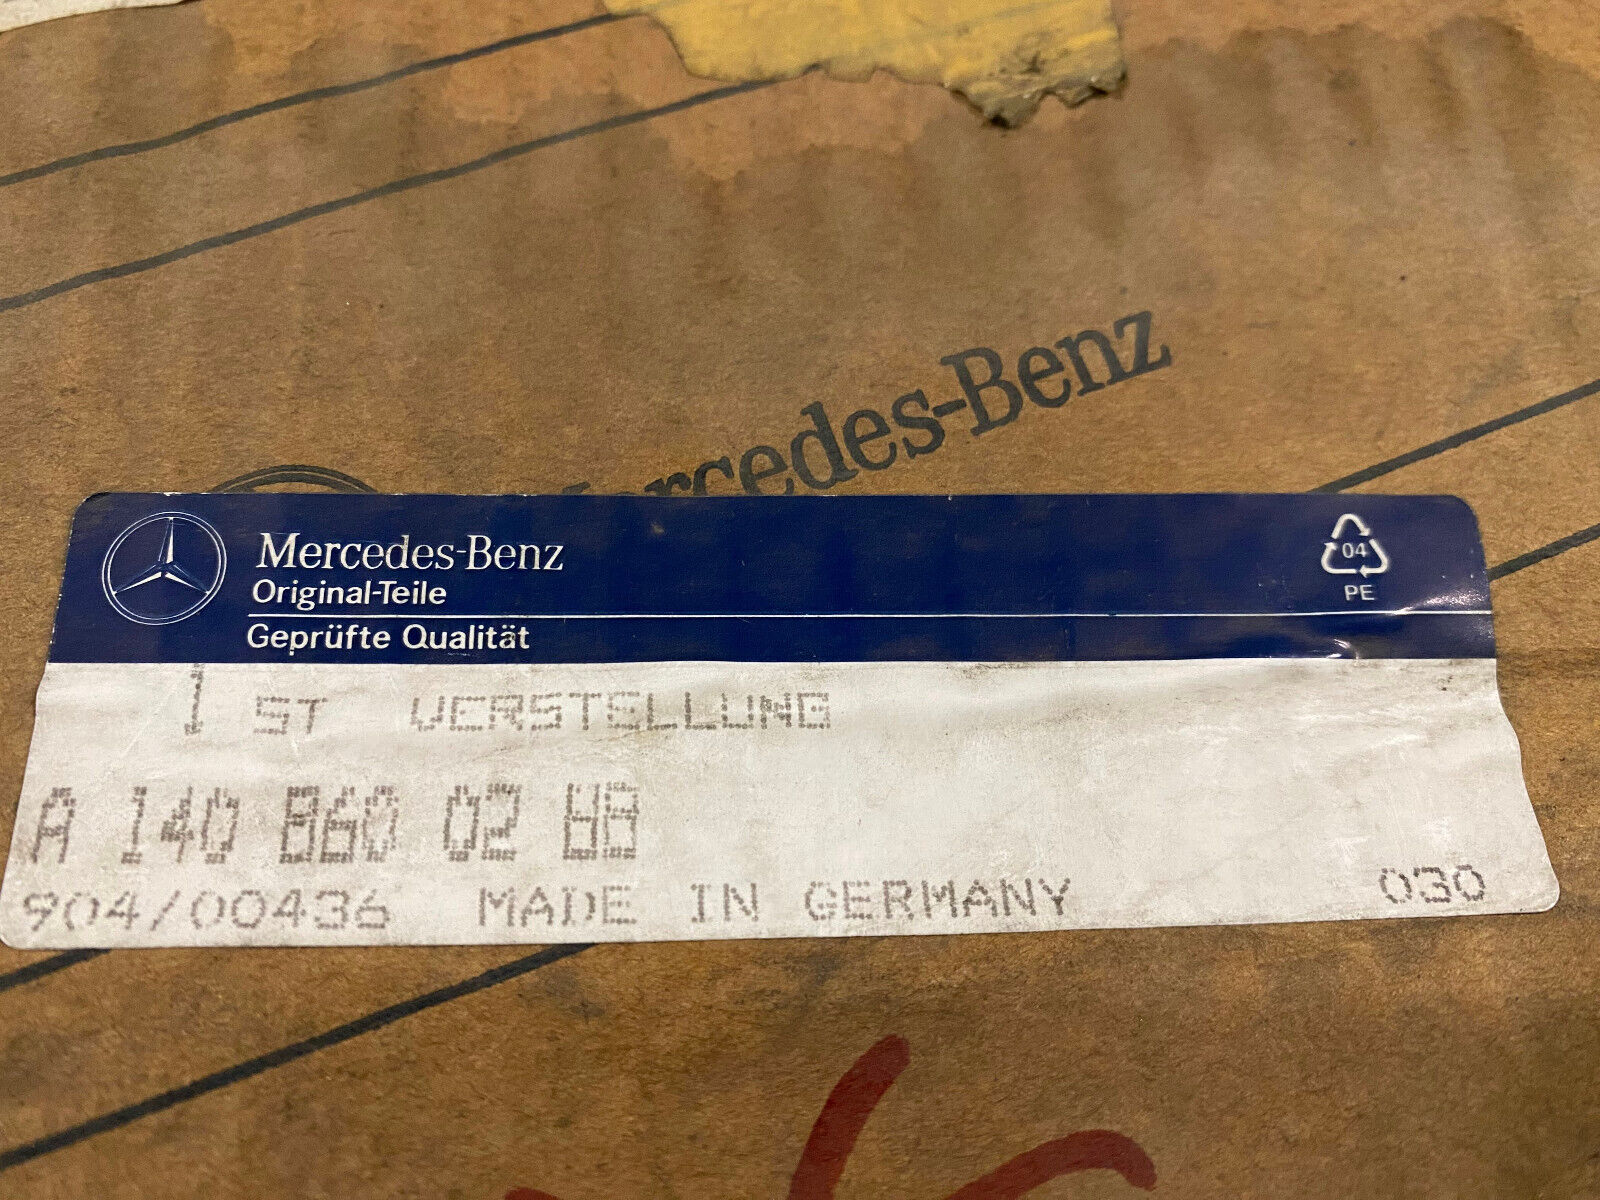 Mercedes-Benz
Mercedes-Benz
Original-Teile
Geprüfte Qualität
04
PE
1 ST VERSTELLUNG
A 140 860 02 88
904/00436 MADE IN GERMANY 030